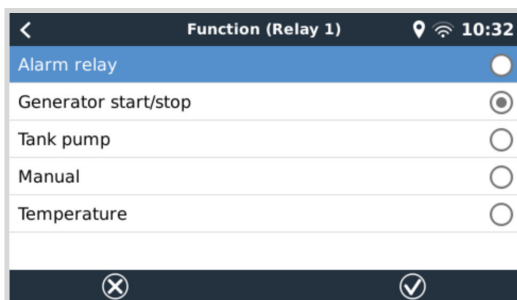 Function (Relay 1) 10:32
Alarm relay
Generator start/stop
Tank pump
Manual
Temperature